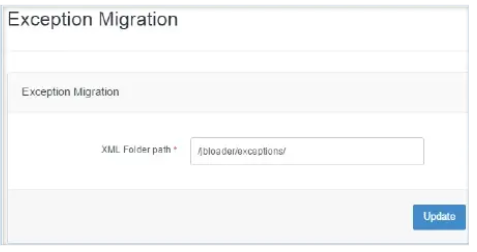 Exception Migration
Exception Migration
XML Folder path *
/jbloader/exceptions/
Update